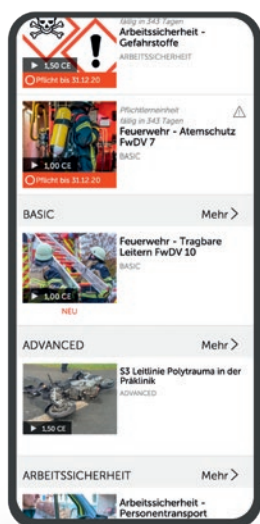 fällig in 343 Tagen
Arbeitssicherheit -
Gefahrstoffe
ARBEITSSICHERHEIT
1,50 CE
Pflicht bis 31.12.20
Pflichtlerneinheit
fällig in 343 Tagen
Feuerwehr - Atemschutz
FwDV 7
BASIC
1,00 CE
Pflicht bis 31.12.20
BASIC Mehr >
Feuerwehr - Tragbare
Leitern FwDV 10
BASIC
1,00 CE
NEU
ADVANCED Mehr >
S3 Leitlinie Polytrauma in der
Präklinik
ADVANCED
1,50 CE
ARBEITSSICHERHEIT Mehr >
Arbeitssicherheit -
Personentransport